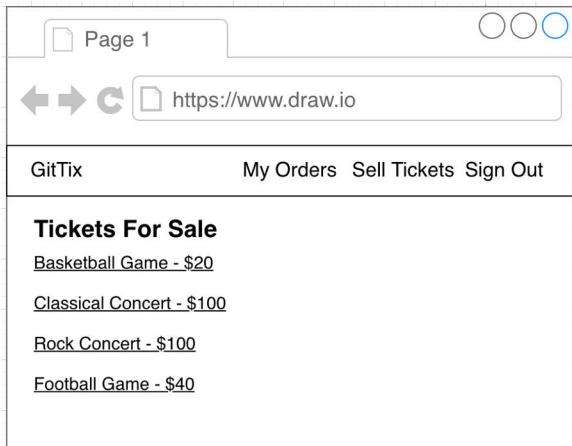 Page 1
https://www.draw.io
GitTix My Orders Sell Tickets Sign Out
Tickets For Sale
Basketball Game - $20
Classical Concert - $100
Rock Concert - $100
Football Game - $40